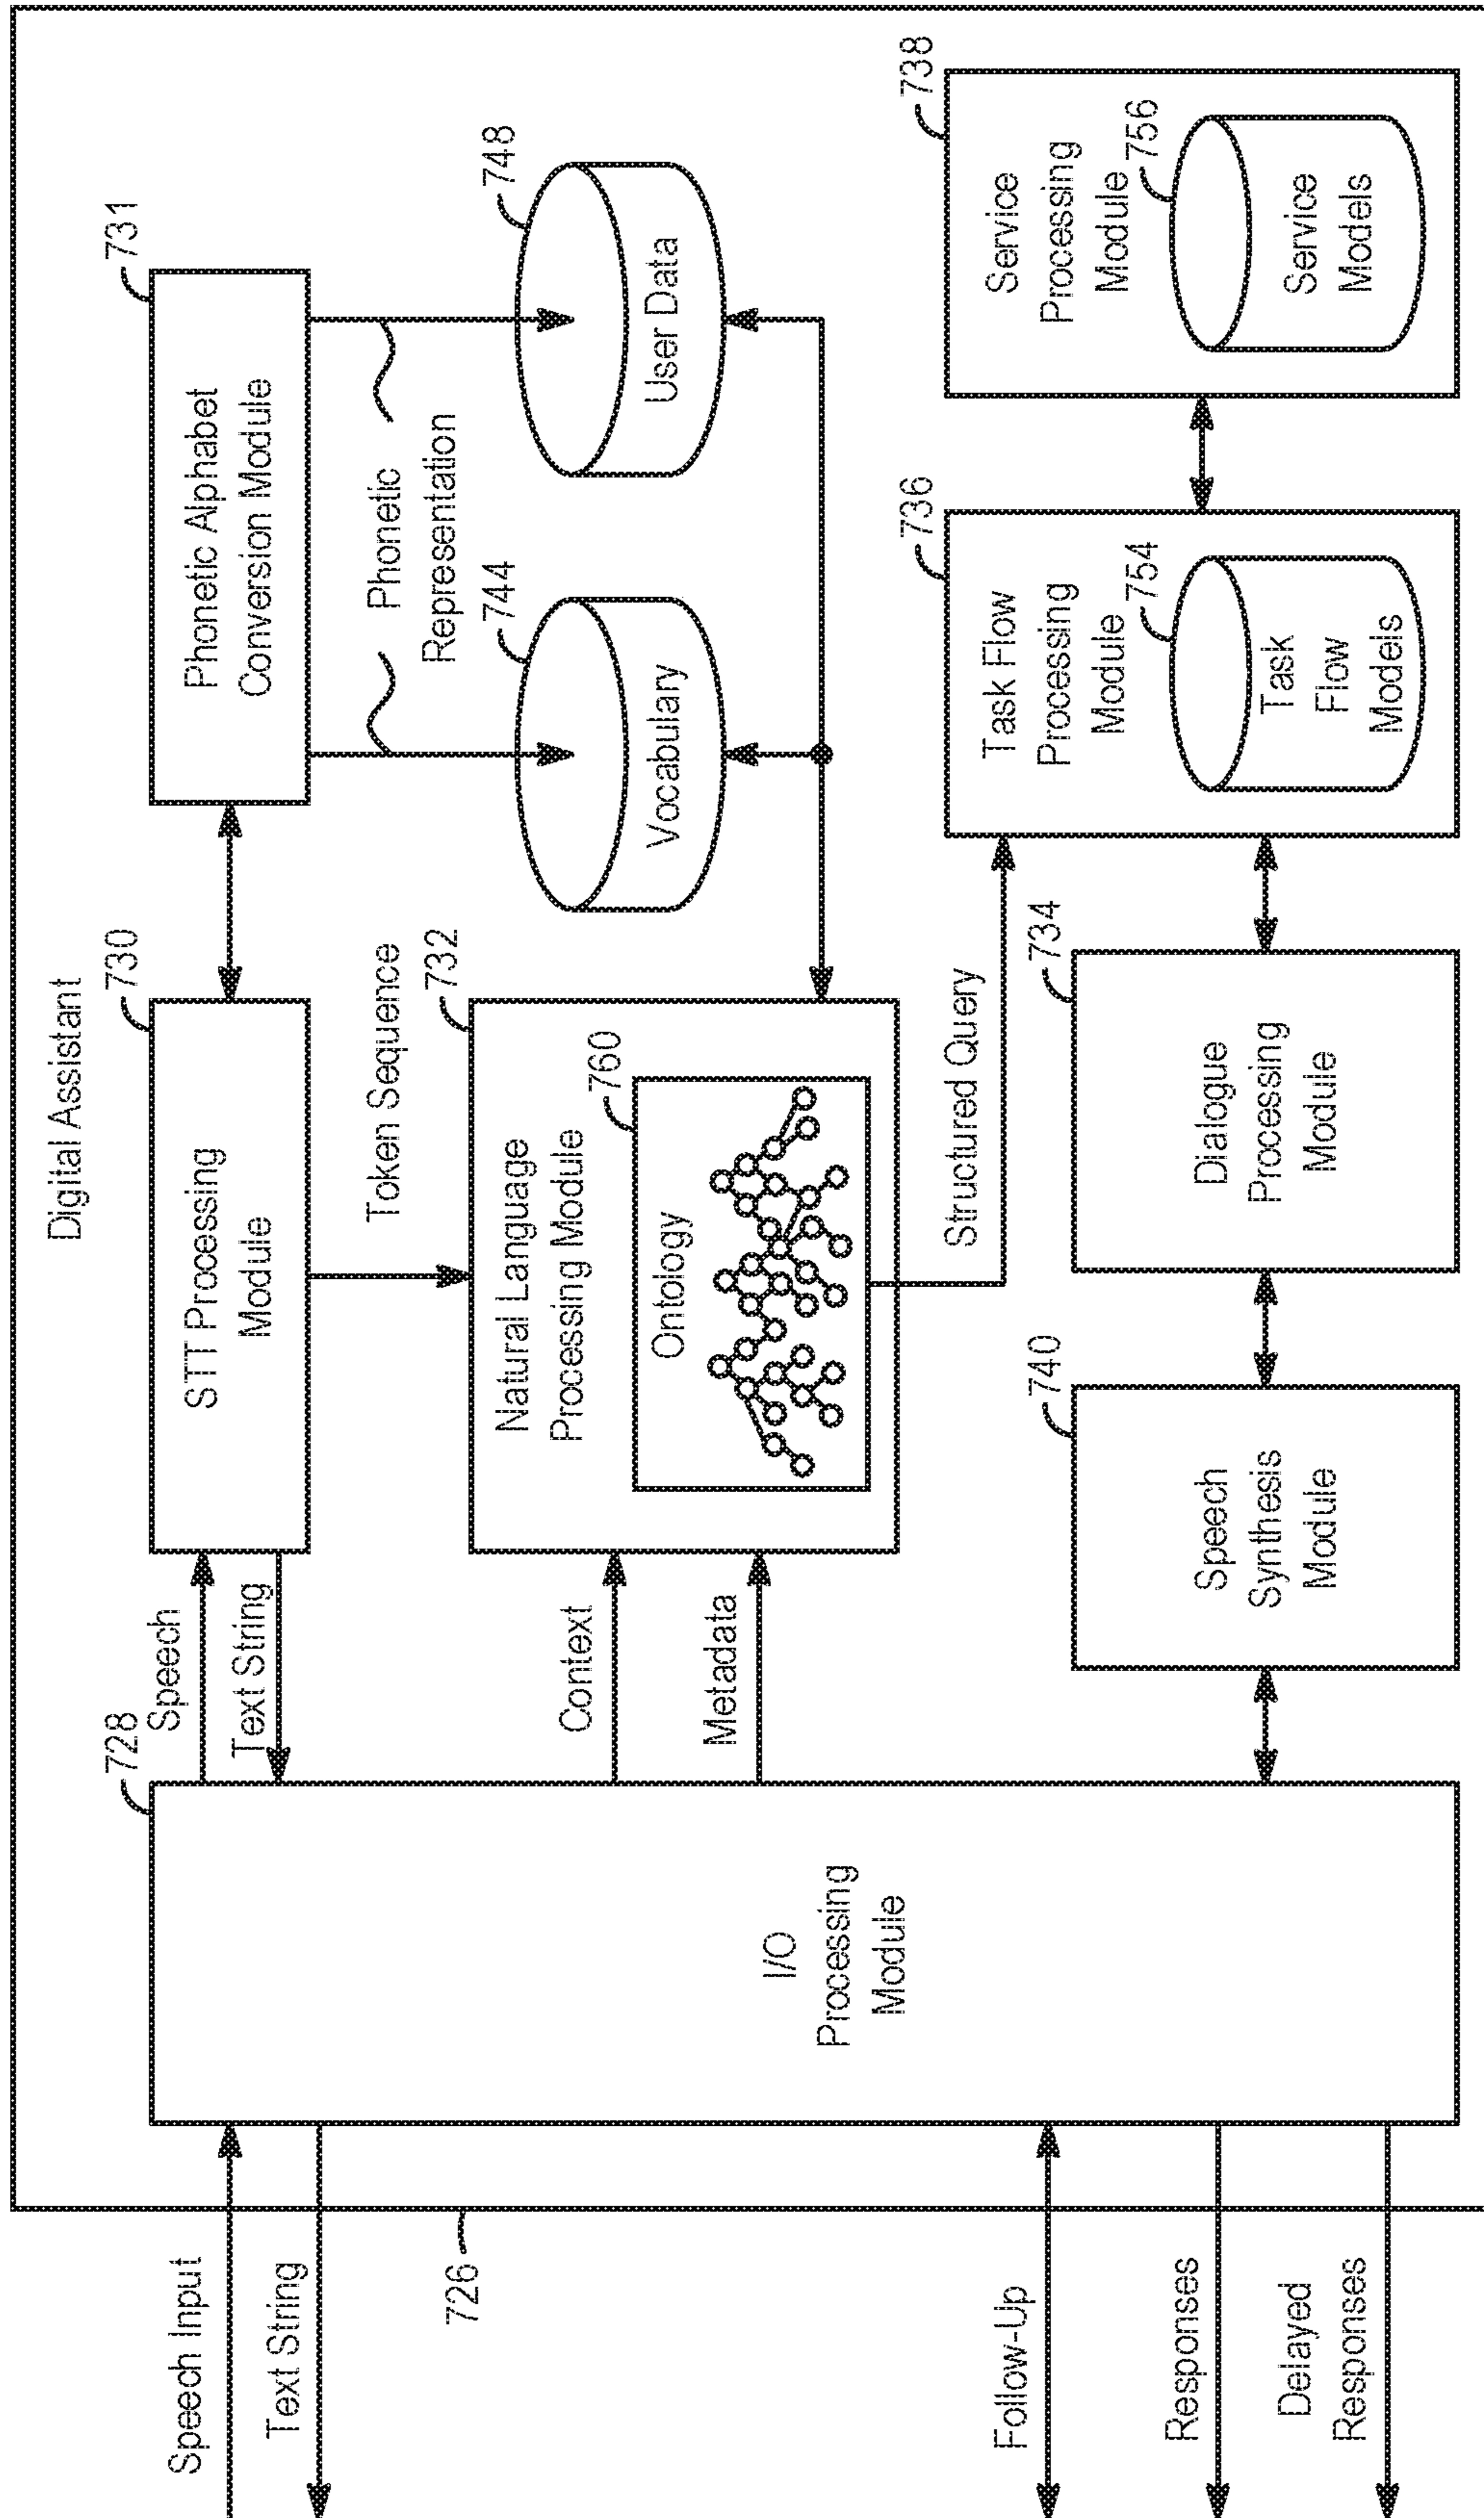 Digital Assistant
Speech Input
Text String
726
728
I/O
Processing
Module
Speech
Text String
730
STT Processing
Module
731
Phonetic Alphabet
Conversion Module
Token Sequence
Phonetic
Representation
Context
Metadata
732
Natural Language
Processing Module
760
Ontology
744
Vocabulary
748
User Data
Structured Query
Follow-Up
Responses
Delayed
Responses
740
Speech
Synthesis
Module
734
Dialogue
Processing
Module
736
Task Flow
Processing
Module
754
Task
Flow
Models
738
Service
Processing
Module
756
Service
Models